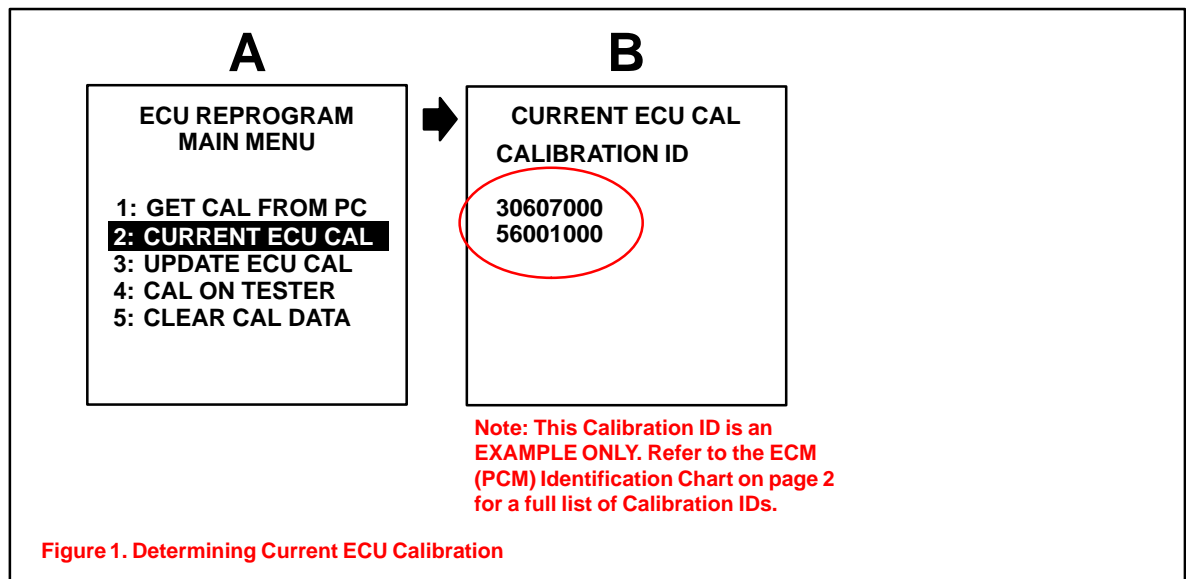 A
ECU REPROGRAM
MAIN MENU
1: GET CAL FROM PC
2: CURRENT ECU CAL
3: UPDATE ECU CAL
4: CAL ON TESTER
5: CLEAR CAL DATA
B
CURRENT ECU CAL
CALIBRATION ID
30607000
56001000
Note: This Calibration ID is an
EXAMPLE ONLY. Refer to the ECM
(PCM) Identification Chart on page 2
for a full list of Calibration IDs.
Figure 1. Determining Current ECU Calibration